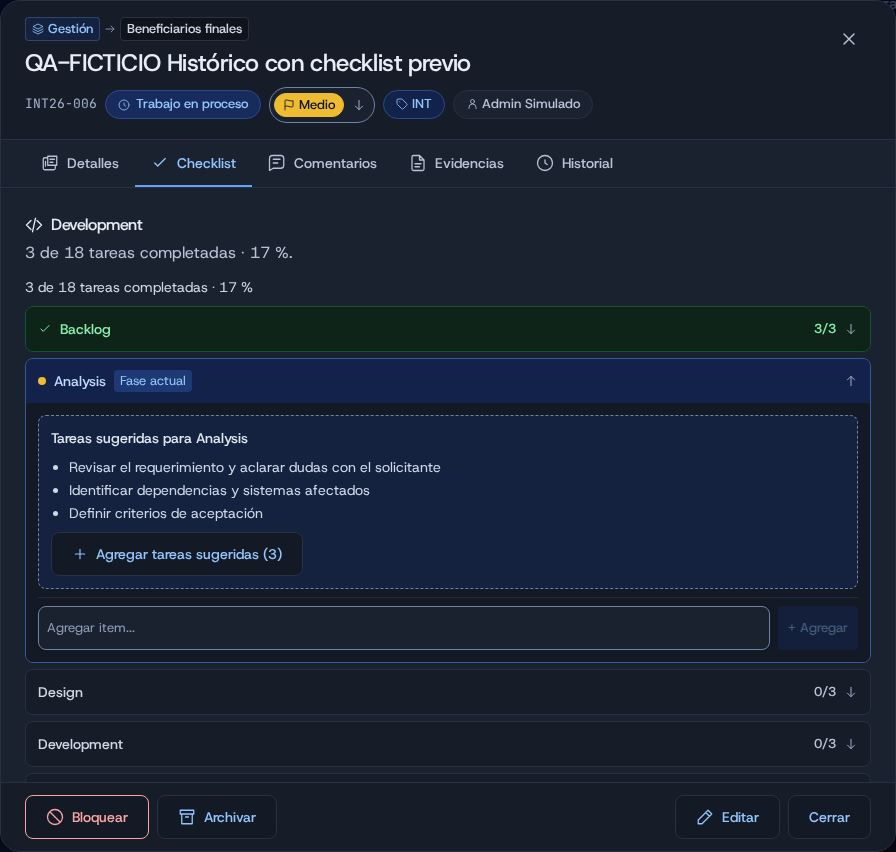 Gestión → Beneficiarios finales
QA-FICTICIO Histórico con checklist previo
INT26-006 Trabajo en proceso Medio ↓ INT Admin Simulado
Detalles Checklist Comentarios Evidencias Historial
Development
3 de 18 tareas completadas · 17 %.
3 de 18 tareas completadas · 17 %
Backlog 3/3 ↓
Analysis Fase actual ↑
Tareas sugeridas para Analysis
• Revisar el requerimiento y aclarar dudas con el solicitante
• Identificar dependencias y sistemas afectados
• Definir criterios de aceptación
+ Agregar tareas sugeridas (3)
Agregar item... + Agregar
Design 0/3 ↓
Development 0/3 ↓
Bloquear Archivar Editar Cerrar